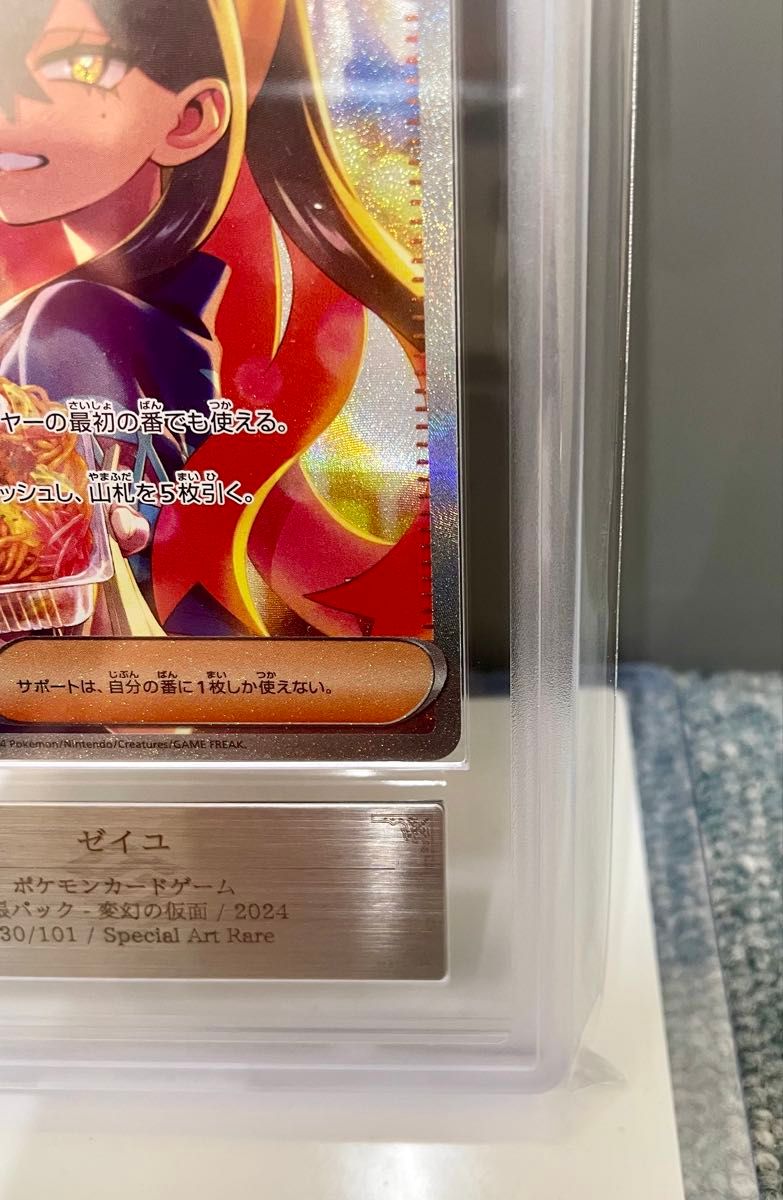 ヤーの最初の番でも使える。
ッシュし、山札を5枚引く。
サポートは、自分の番に1枚しか使えない。
4 Pokémon/Nintendo/Creatures/GAME FREAK.
ゼイユ
ポケモンカードゲーム
張パック - 変幻の仮面 / 2024
30/101 / Special Art Rare